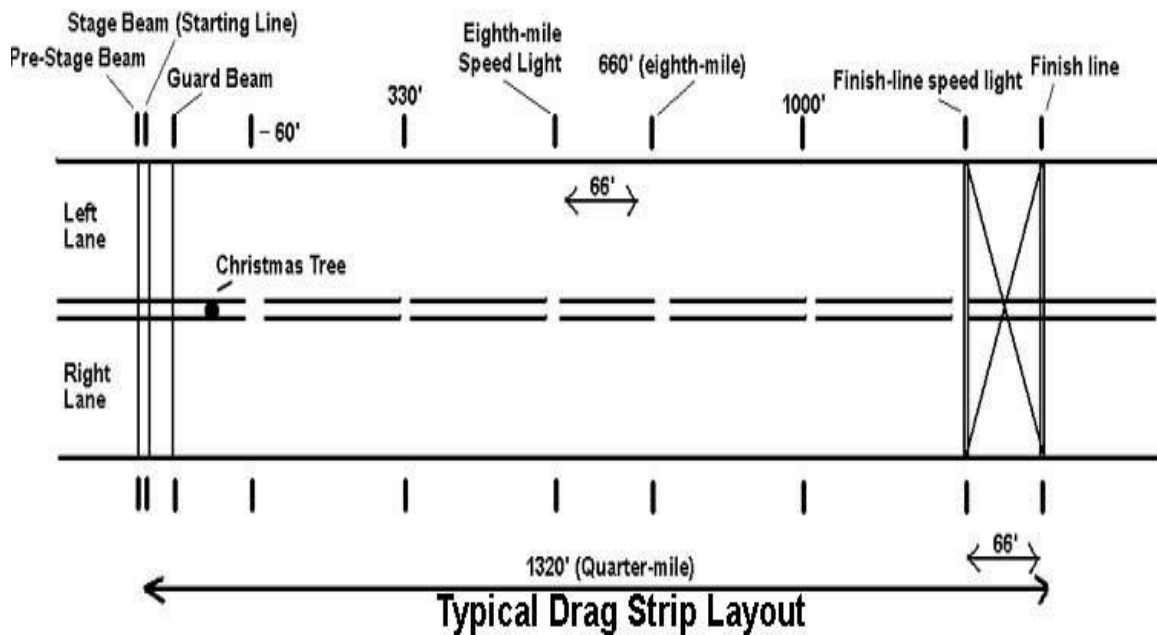 Stage Beam (Starting Line)
Pre-Stage Beam
Guard Beam
– 60'
330'
Eighth-mile
Speed Light
660' (eighth-mile)
1000'
Finish-line speed light
Finish line
66'
Left
Lane
Christmas Tree
Right
Lane
66'
1320' (Quarter-mile)
Typical Drag Strip Layout